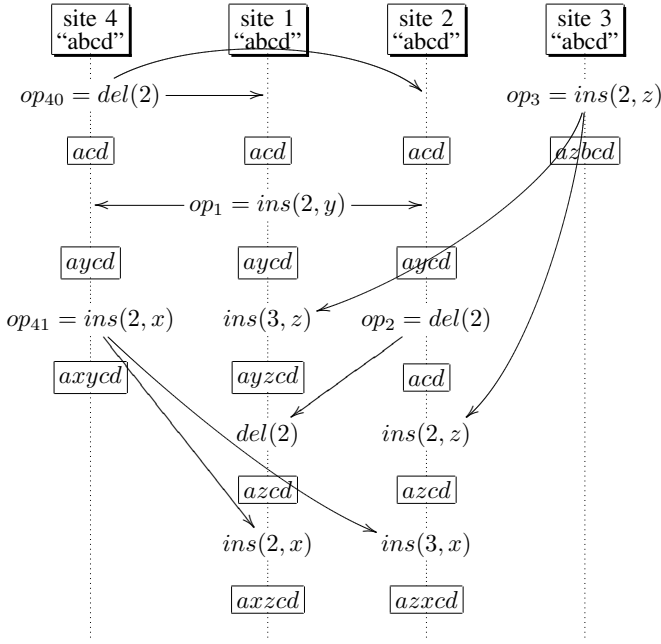 site 4 site 1 site 2 site 3
“abcd” “abcd” “abcd” “abcd”
op40 = del(2) op3 = ins(2, z)
acd acd acd azbcd
op1 = ins(2, y)
aycd aycd aycd
op41 = ins(2, x) ins(3, z) op2 = del(2)
axycd ayzcd acd
del(2) ins(2, z)
azcd azcd
ins(2, x) ins(3, x)
axzcd azxcd